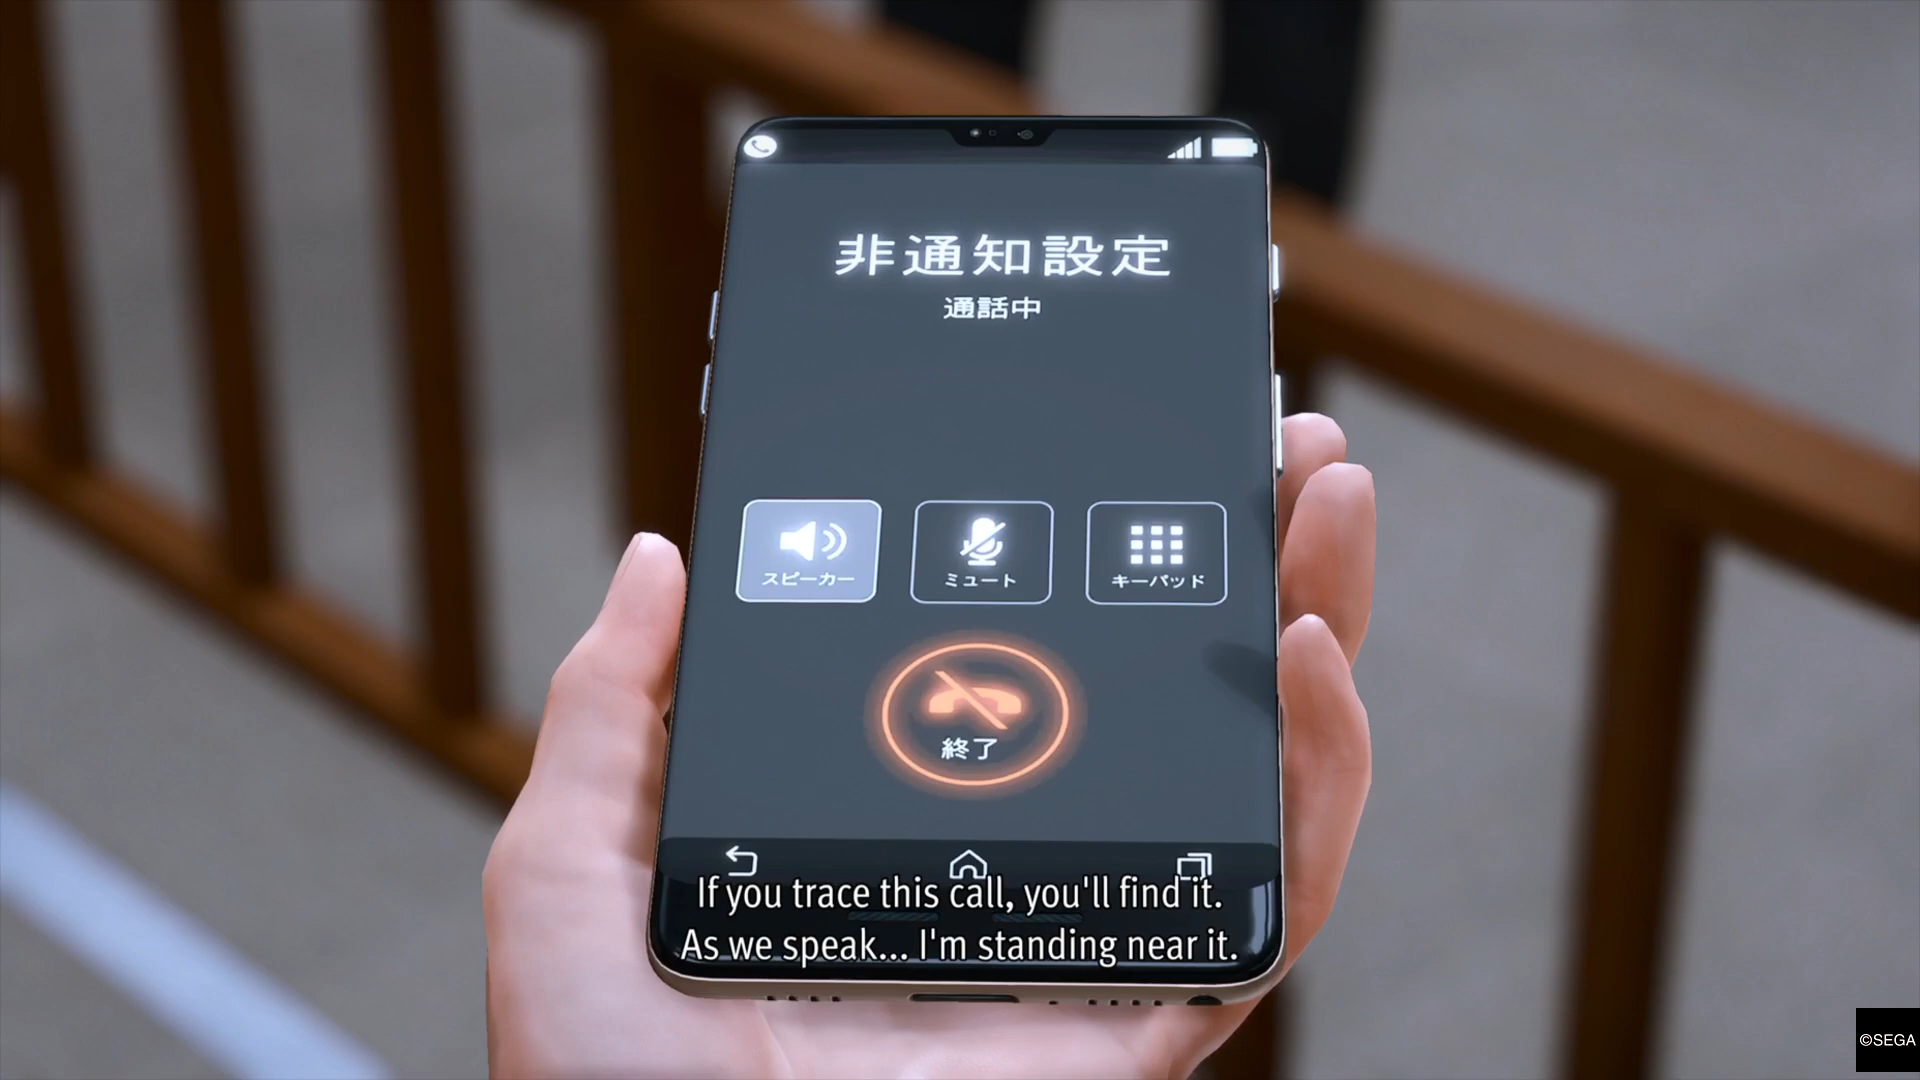 非通知設定
通話中
スピーカー
ミュート
キーパッド
終了
If you trace this call, you'll find it.
As we speak... I'm standing near it.
©SEGA